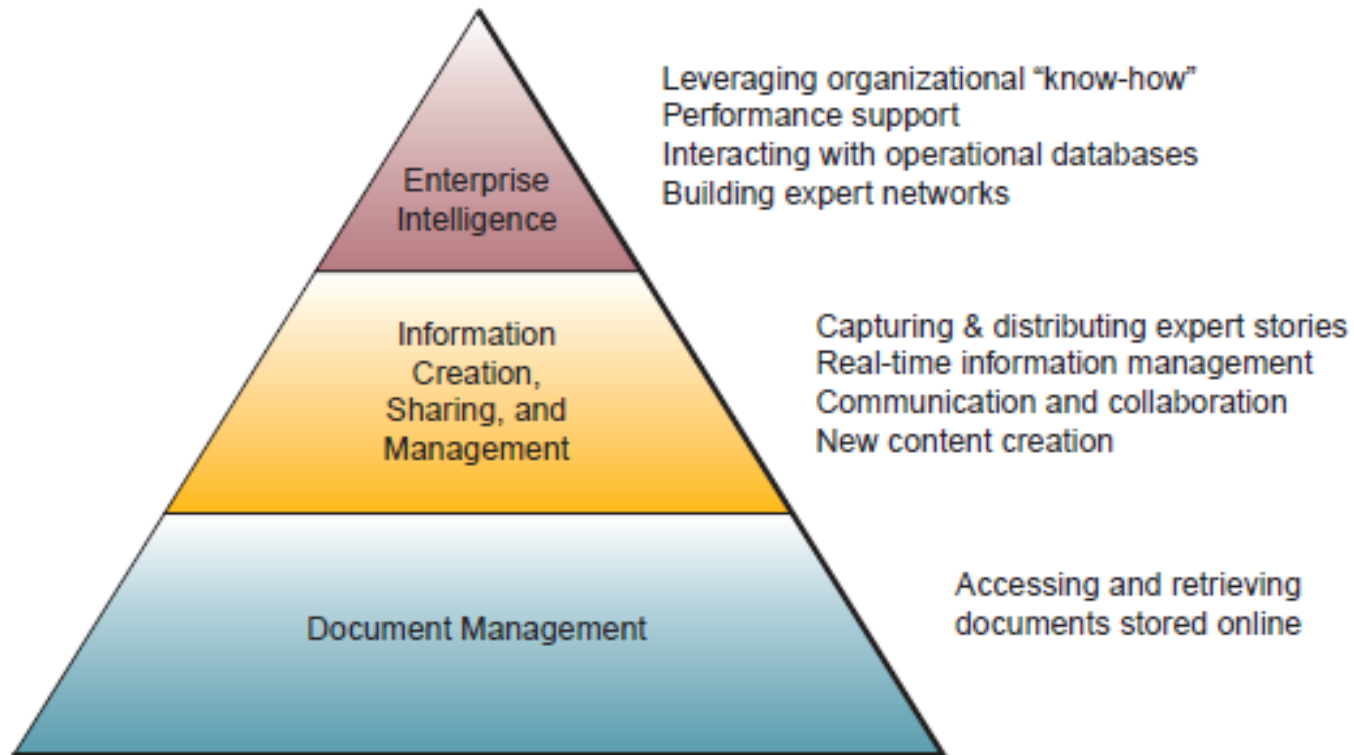 Leveraging organizational “know-how”
Performance support
Interacting with operational databases
Building expert networks
Enterprise
Intelligence
Capturing & distributing expert stories
Real-time information management
Communication and collaboration
New content creation
Information
Creation,
Sharing, and
Management
Accessing and retrieving
documents stored online
Document Management